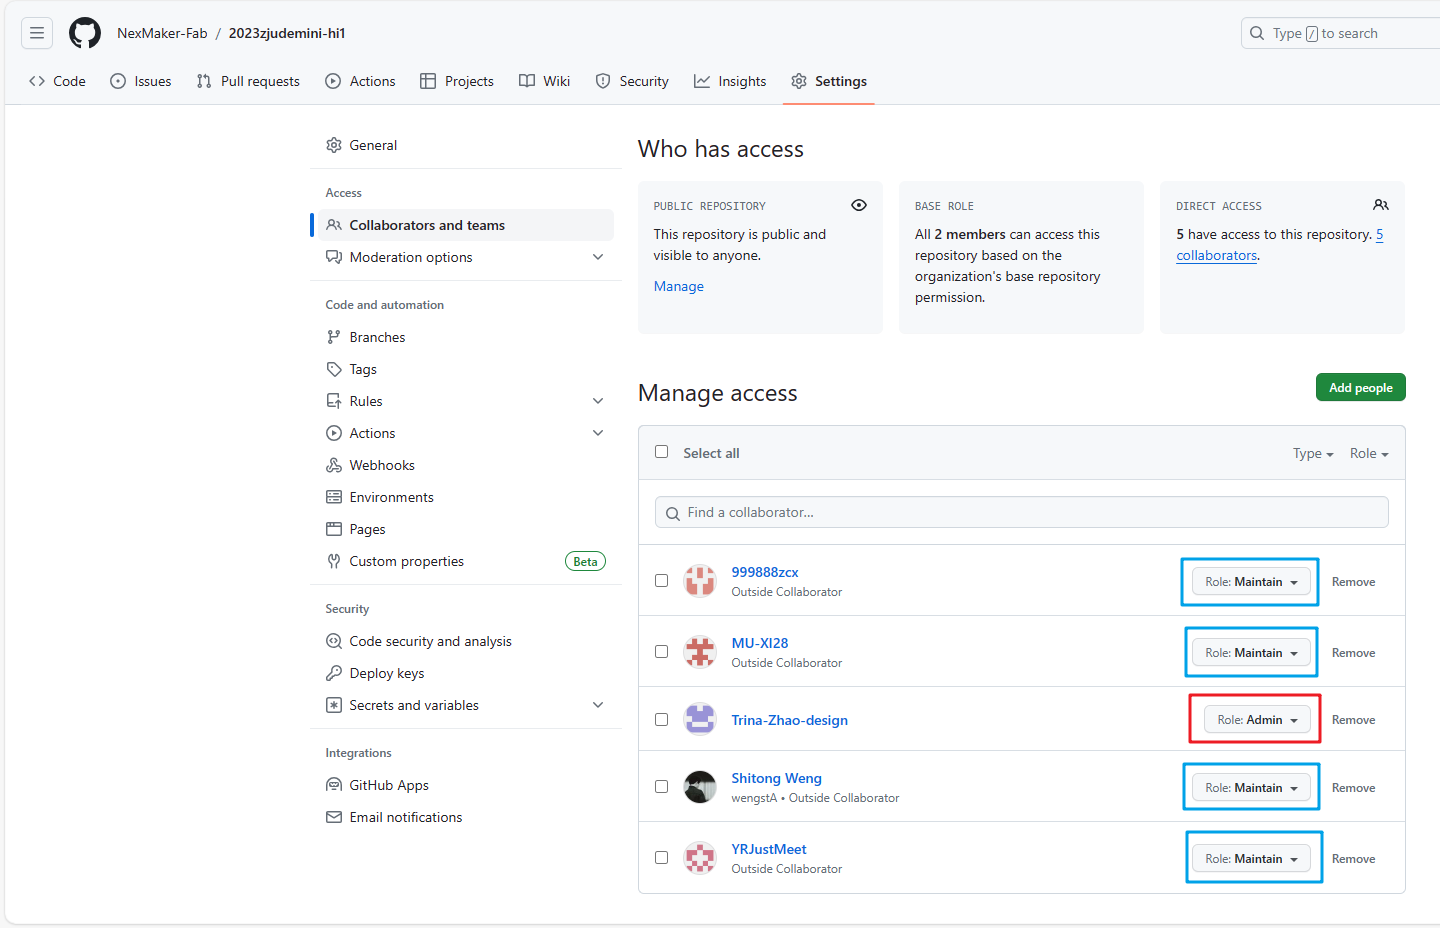 NexMaker-Fab / 2023zjudemini-hi1
Type / to search
Code
Issues
Pull requests
Actions
Projects
Wiki
Security
Insights
Settings
General
Access
Collaborators and teams
Moderation options
Code and automation
Branches
Tags
Rules
Actions
Webhooks
Environments
Pages
Custom properties Beta
Security
Code security and analysis
Deploy keys
Secrets and variables
Integrations
GitHub Apps
Email notifications
Who has access
PUBLIC REPOSITORY
This repository is public and
visible to anyone.
Manage
BASE ROLE
All 2 members can access this
repository based on the
organization's base repository
permission.
DIRECT ACCESS
5 have access to this repository. 5
collaborators.
Manage access
Add people
Select all
Type
Role
Find a collaborator...
999888zcx
Outside Collaborator
Role: Maintain
Remove
MU-XI28
Outside Collaborator
Role: Maintain
Remove
Trina-Zhao-design
Role: Admin
Remove
Shitong Weng
wengstA • Outside Collaborator
Role: Maintain
Remove
YRJustMeet
Outside Collaborator
Role: Maintain
Remove